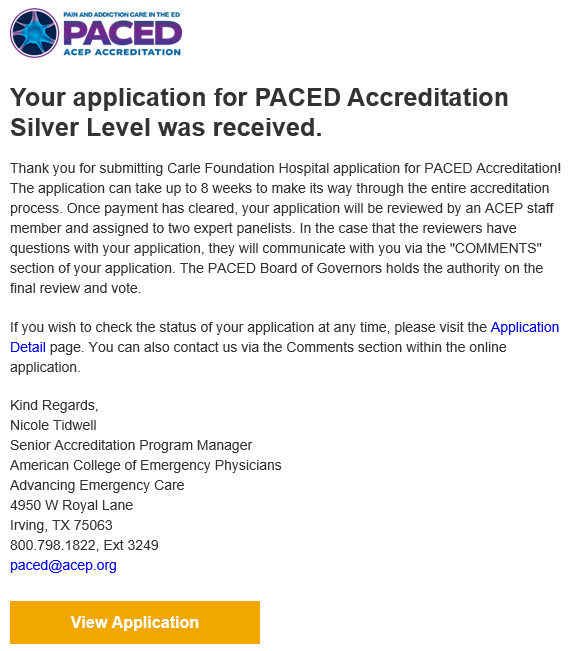 PAIN AND ADDICTION CARE IN THE ED
PACED
ACEP ACCREDITATION
Your application for PACED Accreditation
Silver Level was received.
Thank you for submitting Carle Foundation Hospital application for PACED Accreditation!
The application can take up to 8 weeks to make its way through the entire accreditation
process. Once payment has cleared, your application will be reviewed by an ACEP staff
member and assigned to two expert panelists. In the case that the reviewers have
questions with your application, they will communicate with you via the "COMMENTS"
section of your application. The PACED Board of Governors holds the authority on the
final review and vote.
If you wish to check the status of your application at any time, please visit the Application
Detail page. You can also contact us via the Comments section within the online
application.
Kind Regards,
Nicole Tidwell
Senior Accreditation Program Manager
American College of Emergency Physicians
Advancing Emergency Care
4950 W Royal Lane
Irving, TX 75063
800.798.1822, Ext 3249
paced@acep.org
View Application